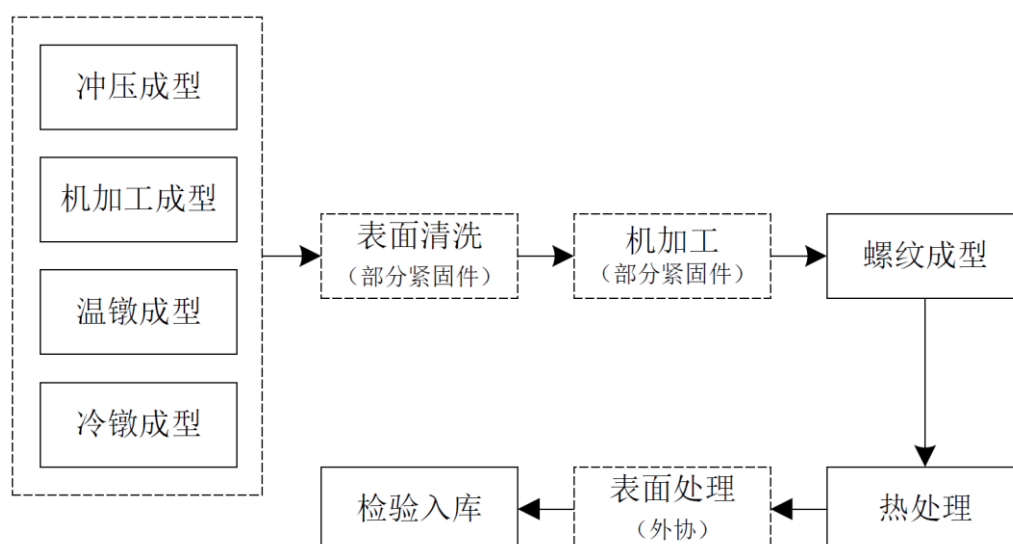 冲压成型
机加工成型
温镦成型
冷镦成型
表面清洗
（部分紧固件）
机加工
（部分紧固件）
螺纹成型
热处理
表面处理
（外协）
检验入库